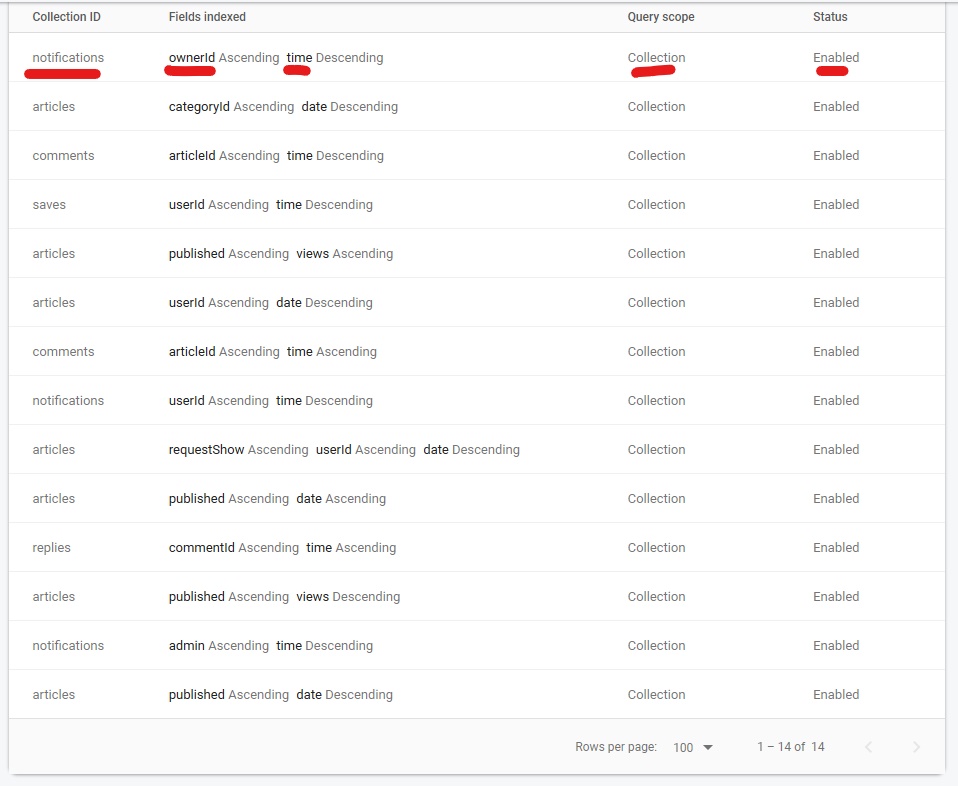 Collection ID Fields indexed Query scope Status
notifications ownerId Ascending time Descending Collection Enabled
articles categoryId Ascending date Descending Collection Enabled
comments articleId Ascending time Descending Collection Enabled
saves userId Ascending time Descending Collection Enabled
articles published Ascending views Ascending Collection Enabled
articles userId Ascending date Descending Collection Enabled
comments articleId Ascending time Ascending Collection Enabled
notifications userId Ascending time Descending Collection Enabled
articles requestShow Ascending userId Ascending date Descending Collection Enabled
articles published Ascending date Ascending Collection Enabled
replies commentId Ascending time Ascending Collection Enabled
articles published Ascending views Descending Collection Enabled
notifications admin Ascending time Descending Collection Enabled
articles published Ascending date Descending Collection Enabled
Rows per page: 100 1 – 14 of 14